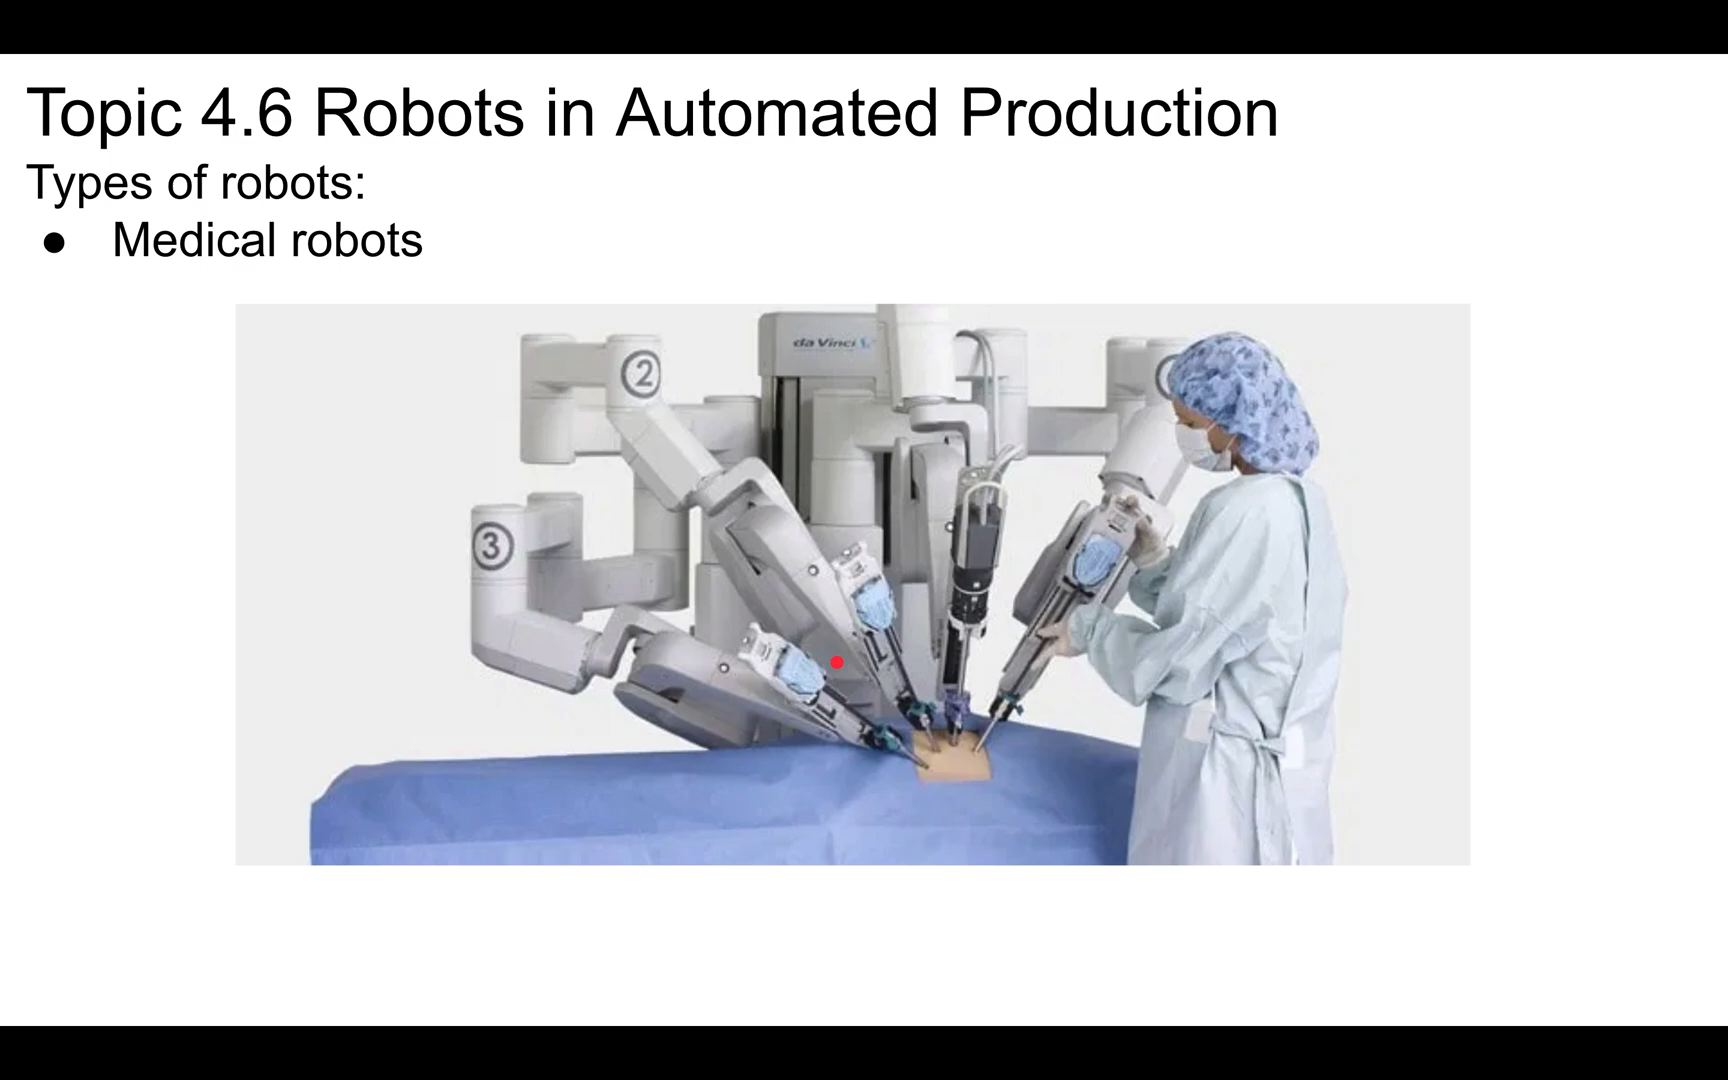 Topic 4.6 Robots in Automated Production
Types of robots:
● Medical robots
da Vinci
2
3